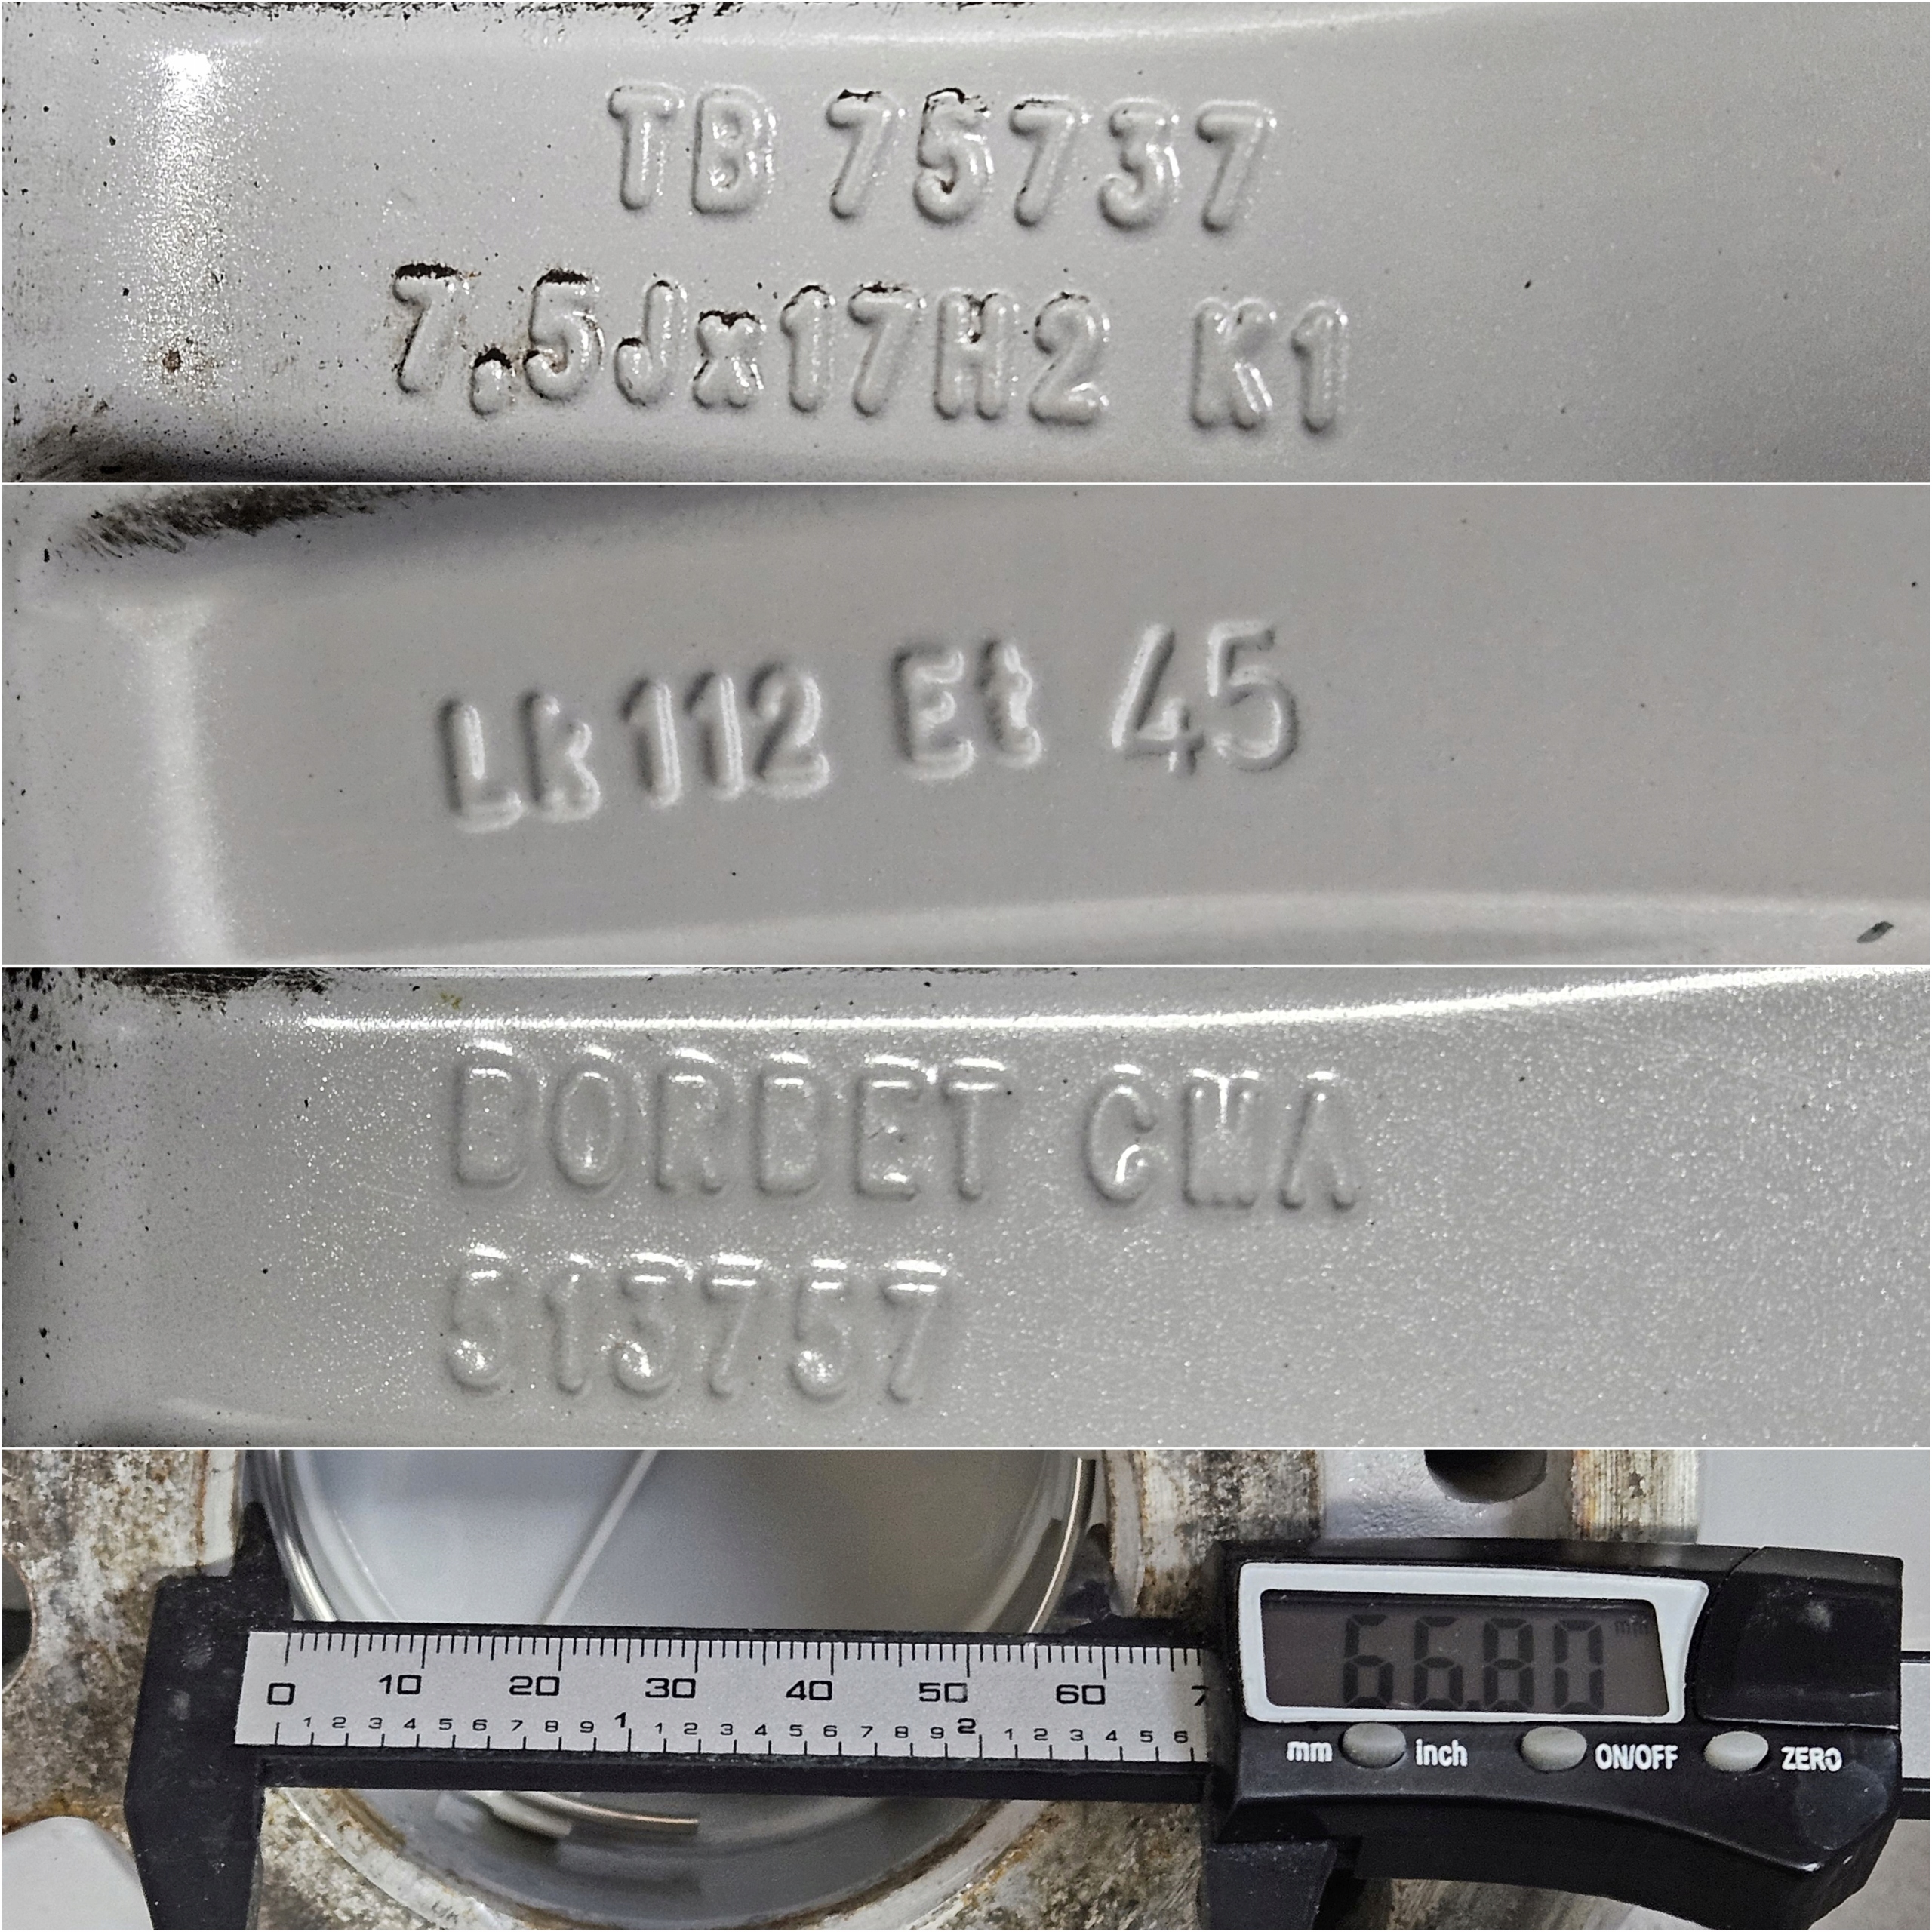 TB 75737
7.5Jx17H2 K1
Lk112 Et 45
BORBET GMA
513757
66.80 mm
0 10 20 30 40 50 60 7
1 2 3 4 5 6 7 8 9 1 1 2 3 4 5 6 7 8 9 2 1 2 3 4 5 6
mm inch ON/OFF ZERO